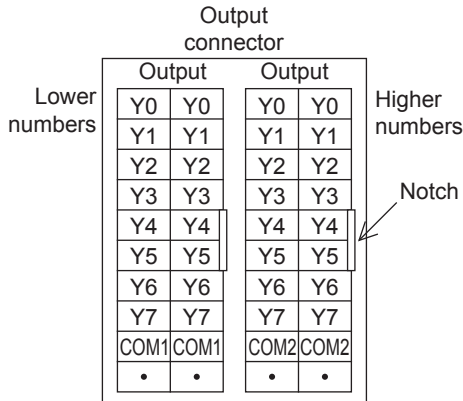 Output
connector
Output Output
Lower
numbers
Higher
numbers
Notch
Y0 Y0 Y0 Y0
Y1 Y1 Y1 Y1
Y2 Y2 Y2 Y2
Y3 Y3 Y3 Y3
Y4 Y4 Y4 Y4
Y5 Y5 Y5 Y5
Y6 Y6 Y6 Y6
Y7 Y7 Y7 Y7
COM1 COM1 COM2 COM2
• • • •